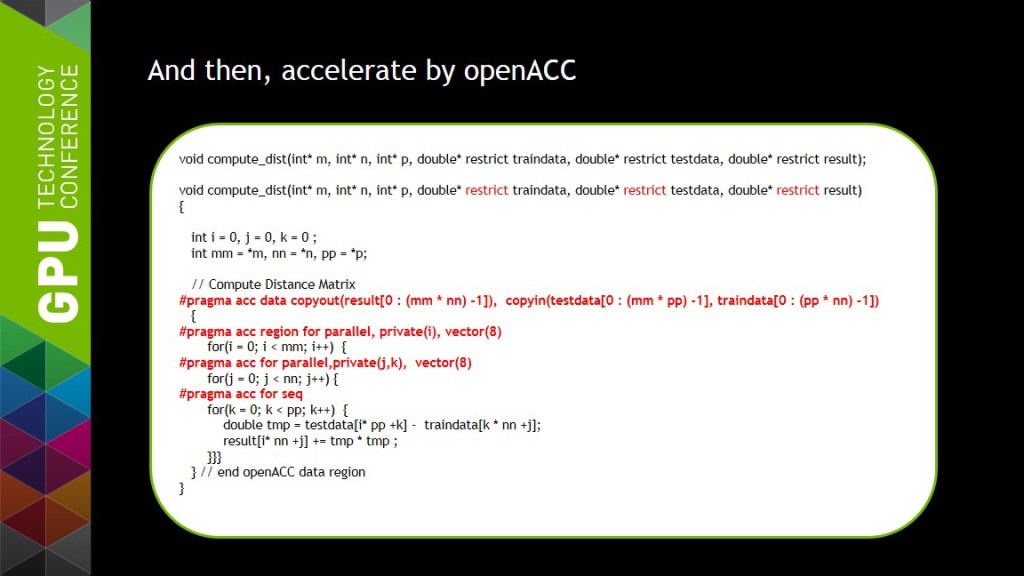 GPU TECHNOLOGY
CONFERENCE
And then, accelerate by openACC
void compute_dist(int* m, int* n, int* p, double* restrict traindata, double* restrict testdata, double* restrict result);
void compute_dist(int* m, int* n, int* p, double* restrict traindata, double* restrict testdata, double* restrict result)
{
int i = 0, j = 0, k = 0 ;
int mm = *m, nn = *n, pp = *p;
// Compute Distance Matrix
#pragma acc data copyout(result[0 : (mm * nn) -1]), copyin(testdata[0 : (mm * pp) -1], traindata[0 : (pp * nn) -1])
{
#pragma acc region for parallel, private(i), vector(8)
for(i = 0; i < mm; i++) {
#pragma acc for parallel,private(j,k), vector(8)
for(j = 0; j < nn; j++) {
#pragma acc for seq
for(k = 0; k < pp; k++) {
double tmp = testdata[i* pp +k] - traindata[k * nn +j];
result[i* nn +j] += tmp * tmp ;
}}}
} // end openACC data region
}